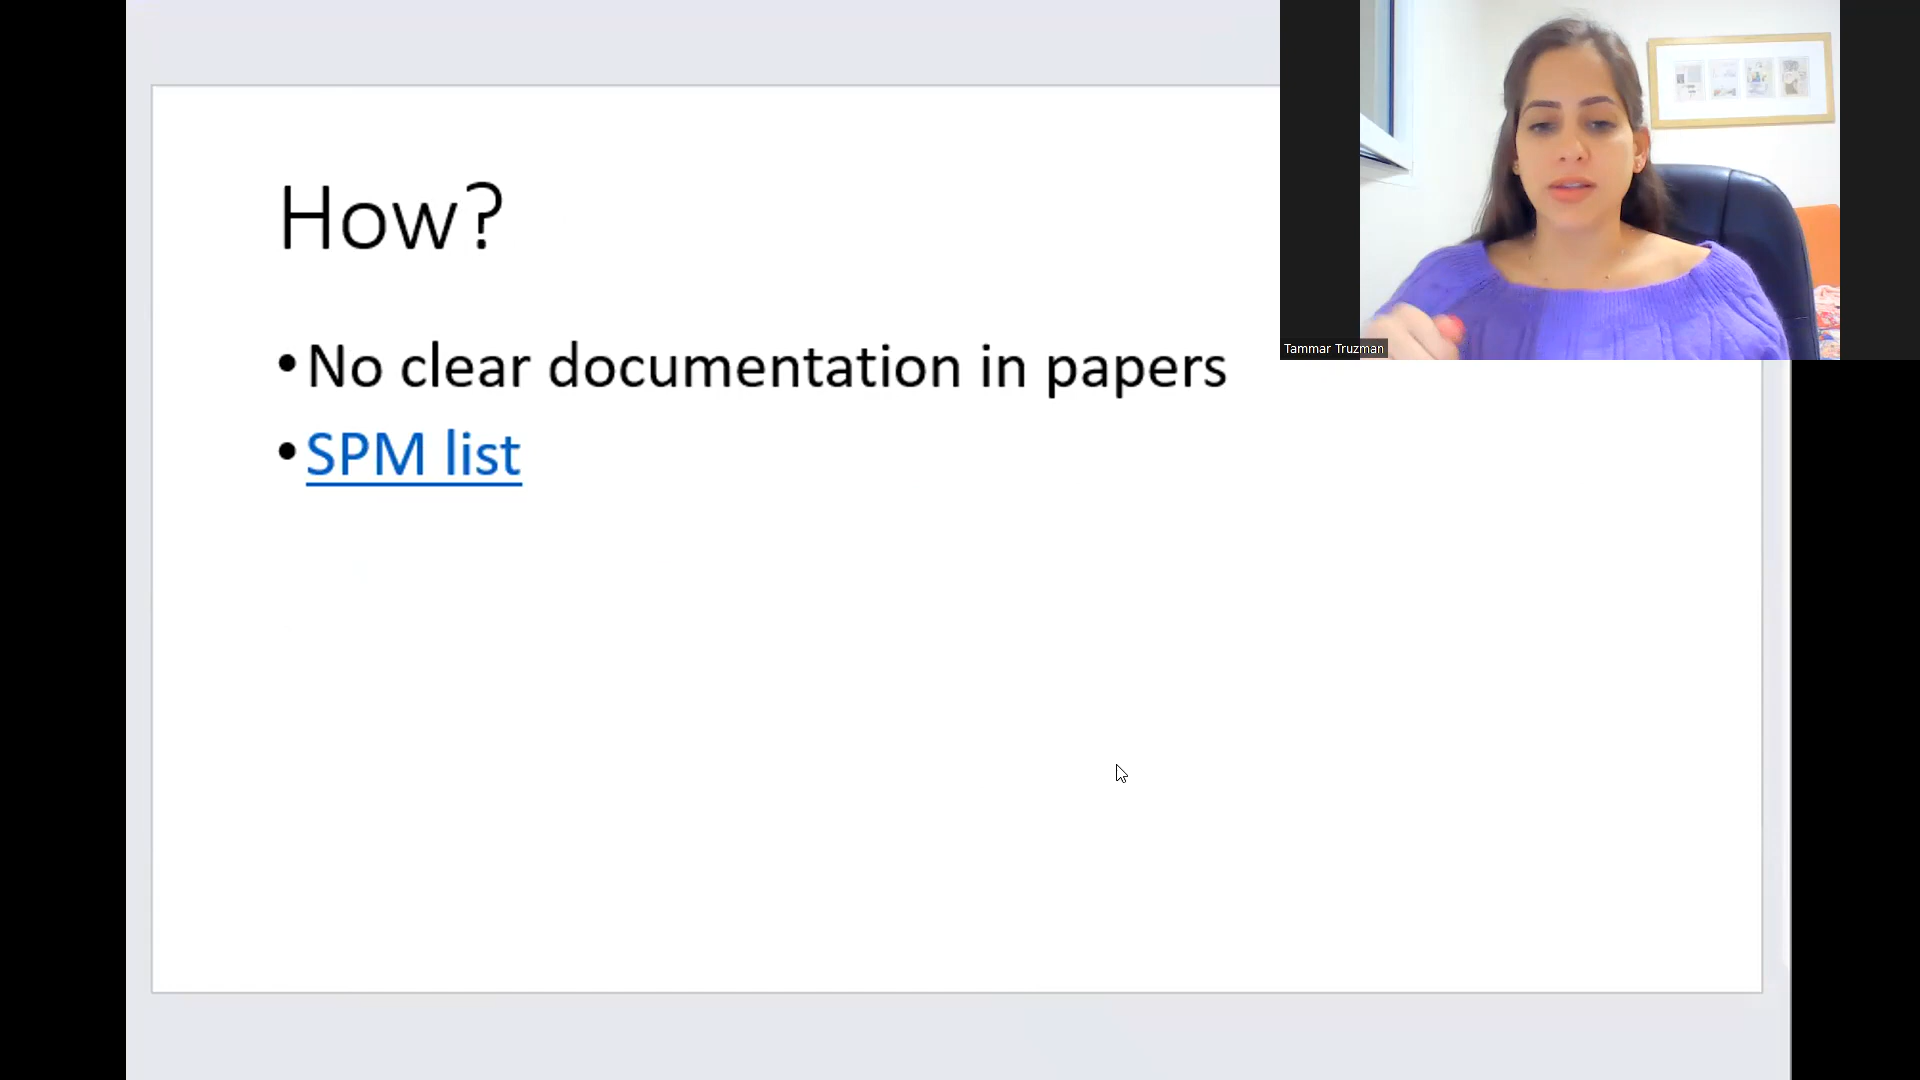 How?
•No clear documentation in papers
•SPM list
Tammar Truzman